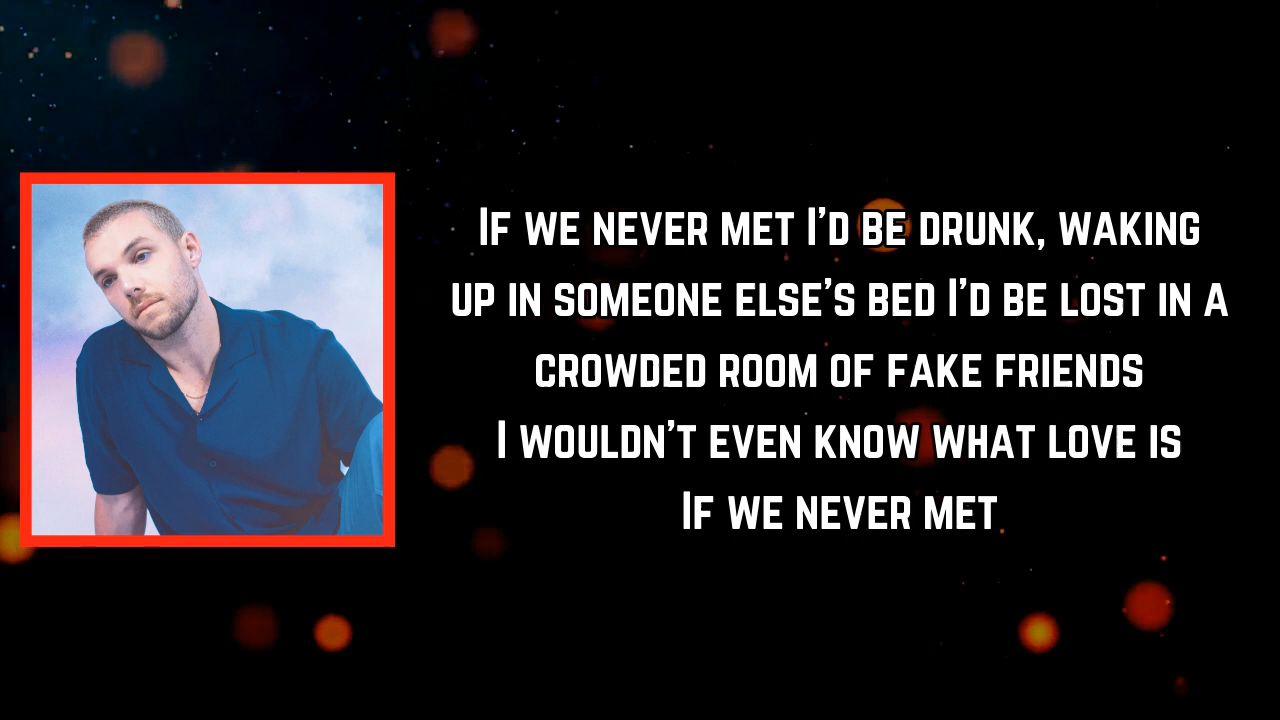 If we never met I'd be drunk, waking
up in someone else's bed I'd be lost in a
crowded room of fake friends
I wouldn't even know what love is
If we never met